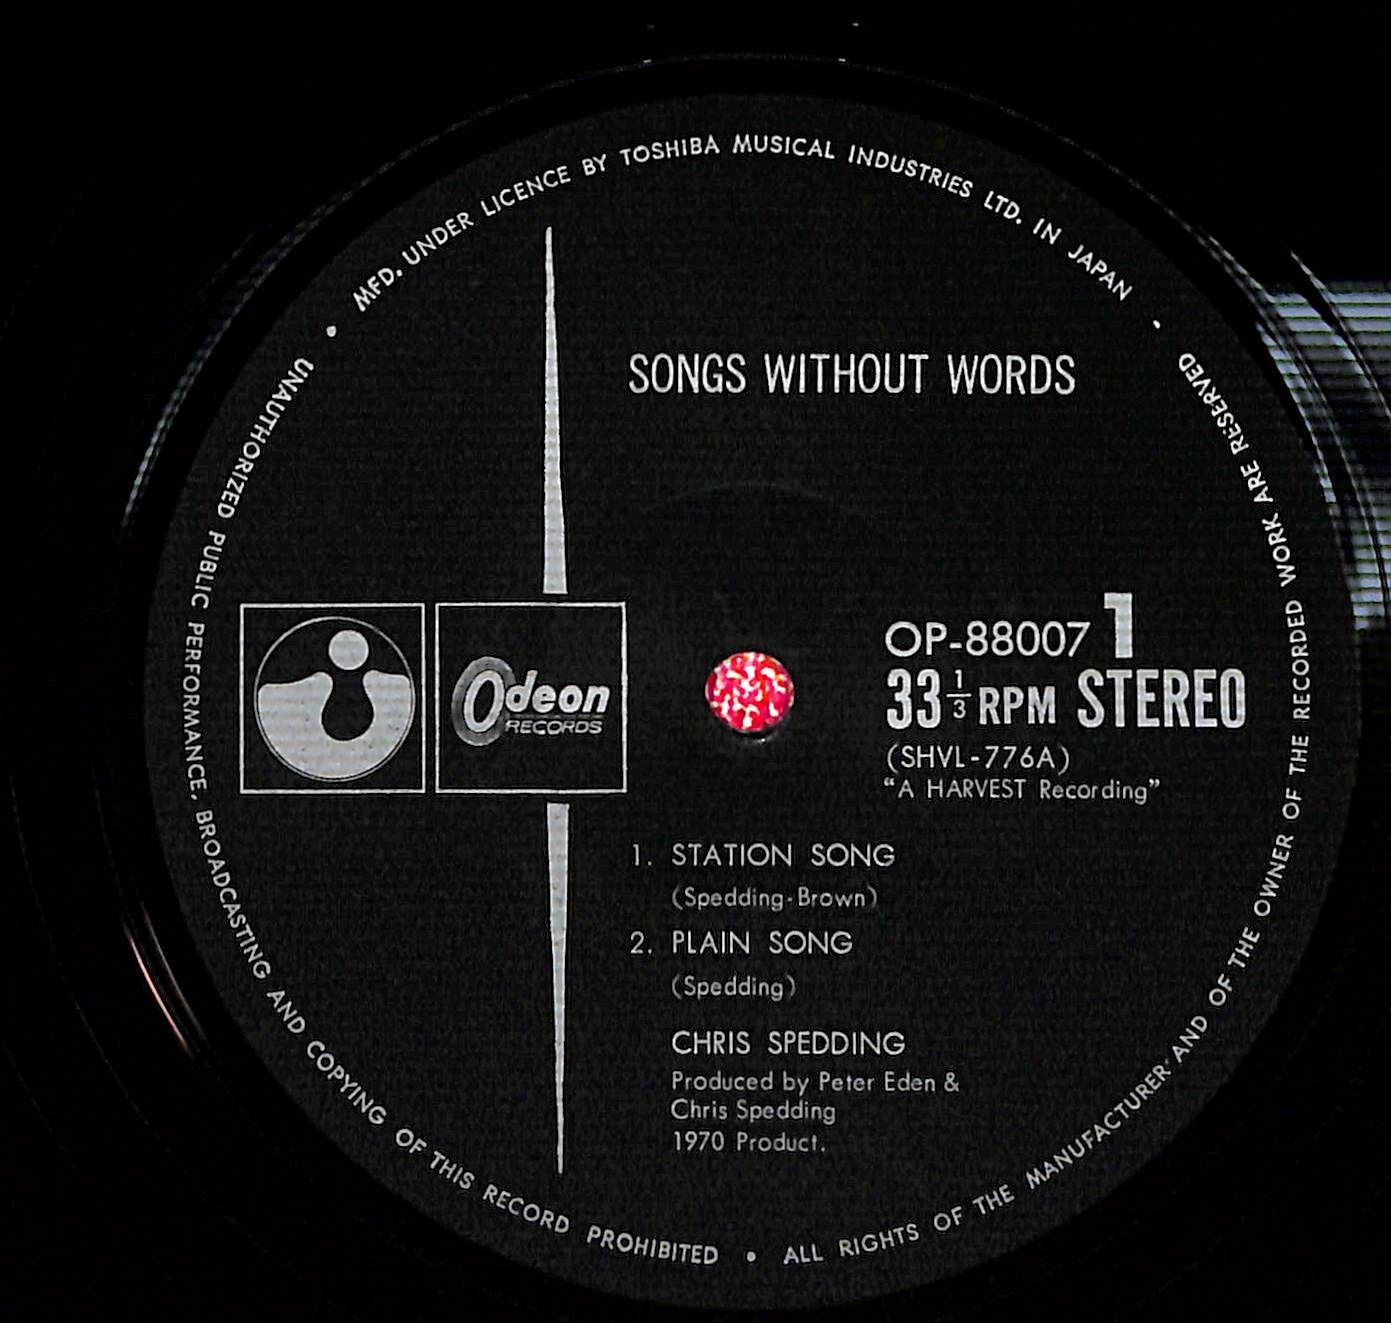 MFD. UNDER LICENCE BY TOSHIBA MUSICAL INDUSTRIES LTD. IN JAPAN •
SONGS WITHOUT WORDS
Odeon
RECORDS
OP-88007 1
33 1/3 RPM STEREO
(SHVL-776A)
“A HARVEST Recording”
1. STATION SONG
(Spedding-Brown)
2. PLAIN SONG
(Spedding)
CHRIS SPEDDING
Produced by Peter Eden &
Chris Spedding
1970 Product.
ALL RIGHTS OF THE MANUFACTURER AND OF THE OWNER OF THE RECORDED WORK ARE RESERVED
• UNAUTHORIZED PUBLIC PERFORMANCE, BROADCASTING AND COPYING OF THIS RECORD PROHIBITED •